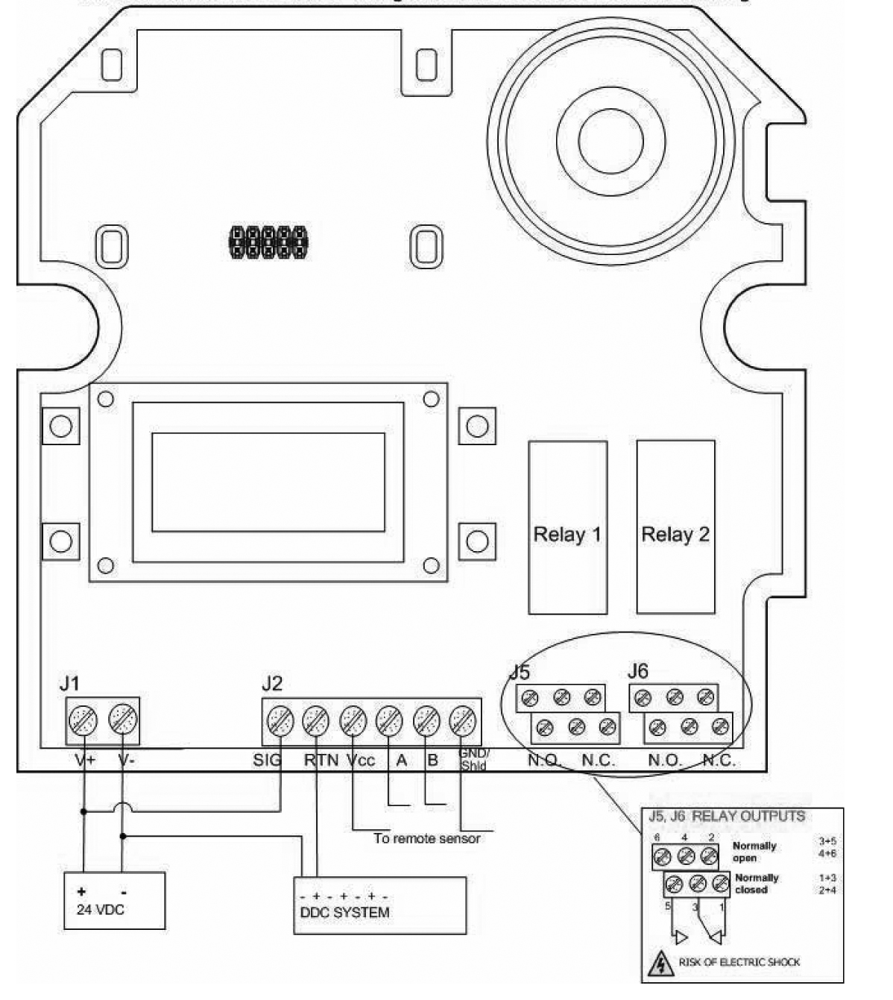 Relay 1
Relay 2
J1
J2
J5
J6
V+
V-
SIG
RTN
Vcc
A
B
GND/
Shld
N.O.
N.C.
N.O.
N.C.
To remote sensor
+ -
24 VDC
- + - + - + -
DDC SYSTEM
J5, J6 RELAY OUTPUTS
6 4 2
Normally
open
3+5
4+6
Normally
closed
1+3
2+4
5 3 1
RISK OF ELECTRIC SHOCK